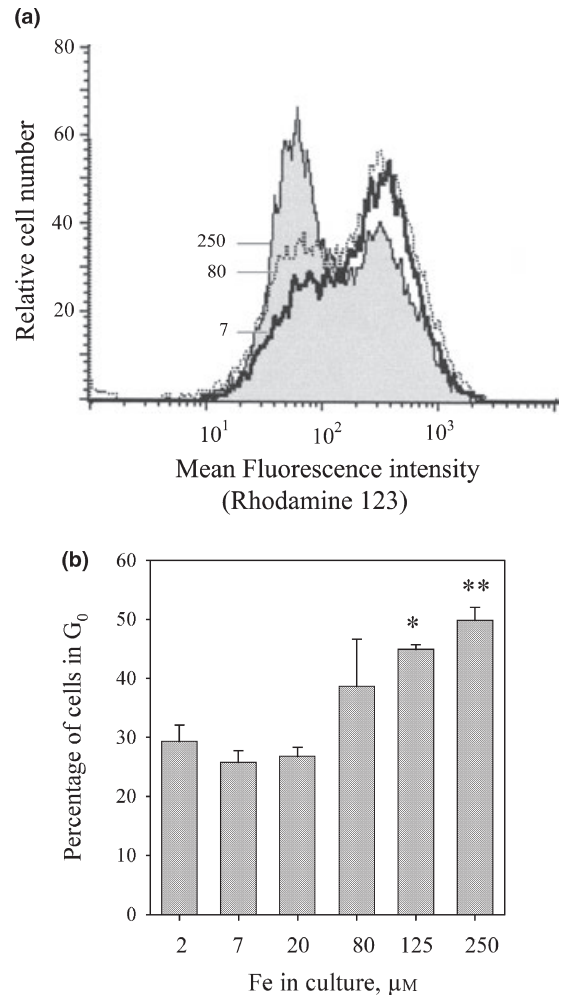 (a)
80
60
40
20
Relative cell number
250
80
7
10¹ 10² 10³
Mean Fluorescence intensity
(Rhodamine 123)
(b)
60
50
40
30
20
10
0
Percentage of cells in G₀
*
**
2 7 20 80 125 250
Fe in culture, μM